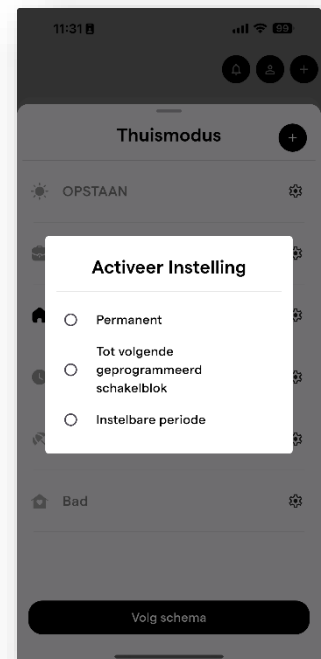 11:31
99
Thuismodus
OPSTAAN
Activeer Instelling
Permanent
Tot volgende
geprogrammeerd
schakelblok
Instelbare periode
Bad
Volg schema